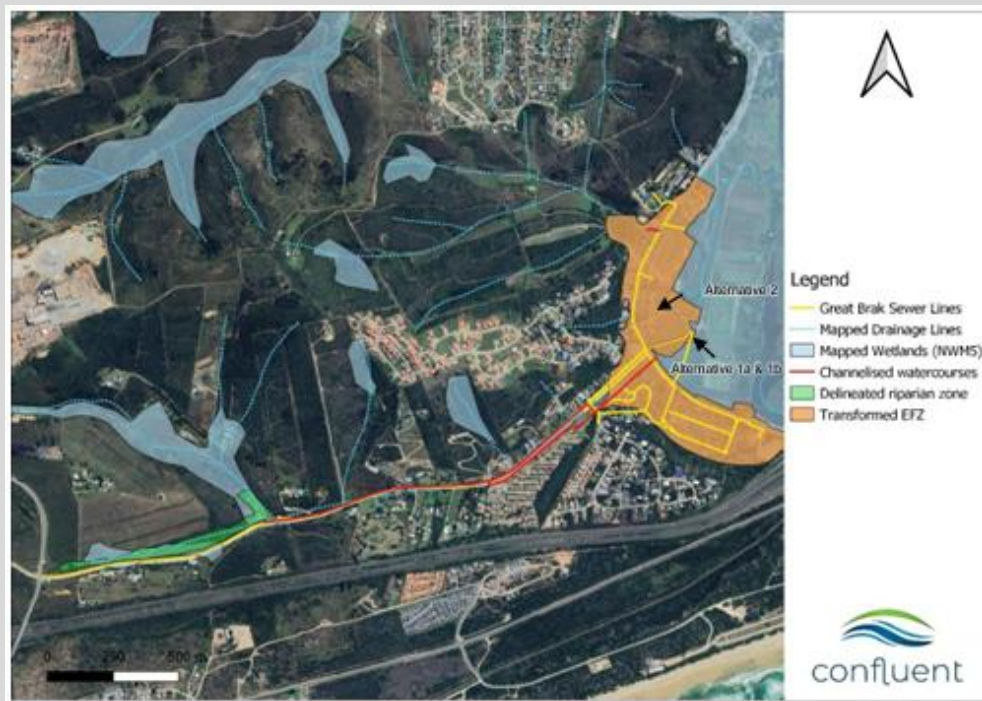 Alternative 2
Alternative 1a & 1b
0 250 500 m
Legend
Great Brak Sewer Lines
Mapped Drainage Lines
Mapped Wetlands (NWM5)
Channelised watercourses
Delineated riparian zone
Transformed EFZ
confluent